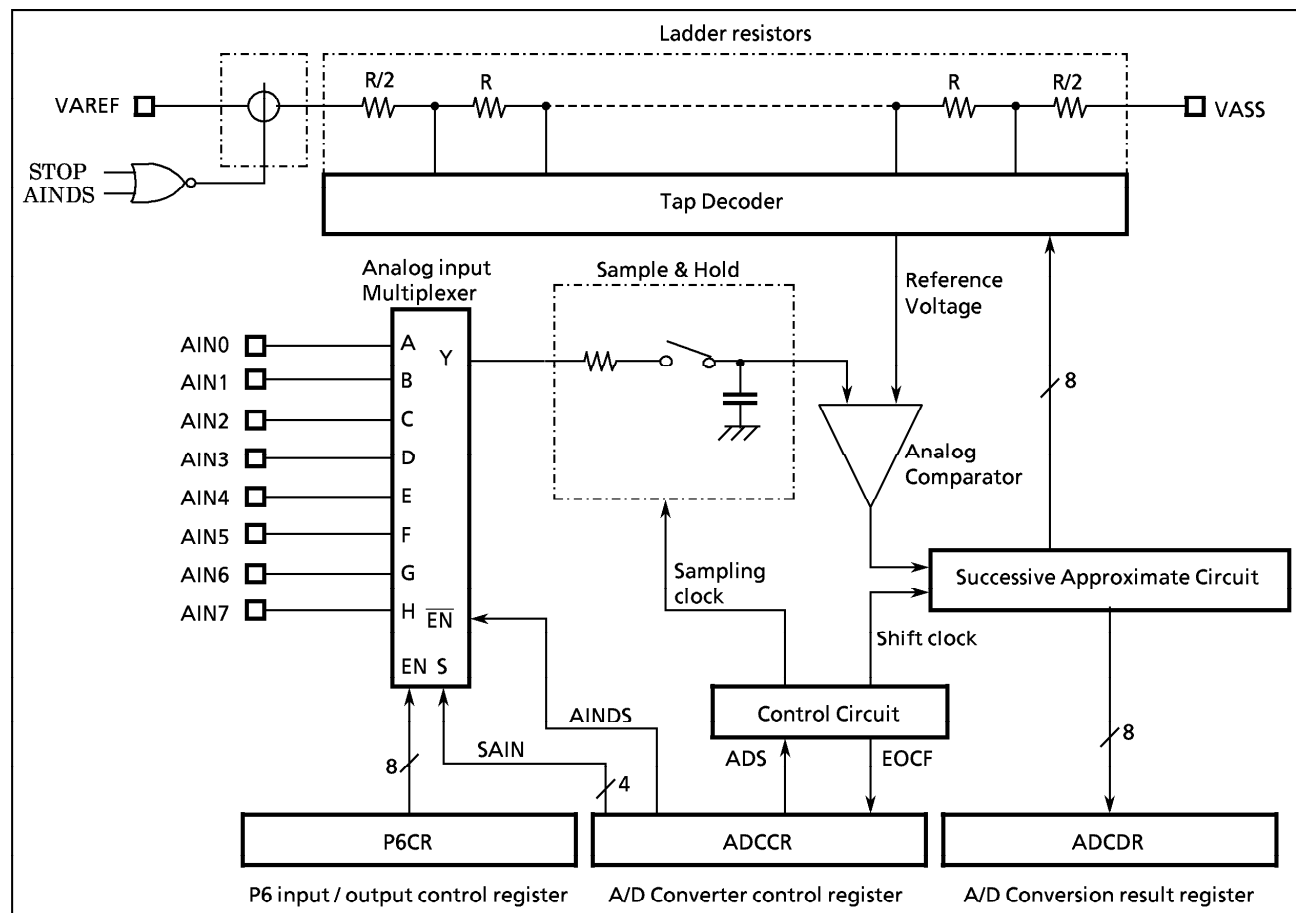 Ladder resistors
VAREF
R/2
R
R
R/2
VASS
STOP
AINDS
Tap Decoder
Analog input
Multiplexer
Sample & Hold
Reference
Voltage
AIN0
AIN1
AIN2
AIN3
AIN4
AIN5
AIN6
AIN7
A
B
C
D
E
F
G
H
Y
EN
EN S
8
Analog
Comparator
Sampling
clock
Successive Approximate Circuit
Shift clock
Control Circuit
AINDS
SAIN
8
4
ADS
EOCF
8
P6CR
ADCCR
ADCDR
P6 input / output control register
A/D Converter control register
A/D Conversion result register